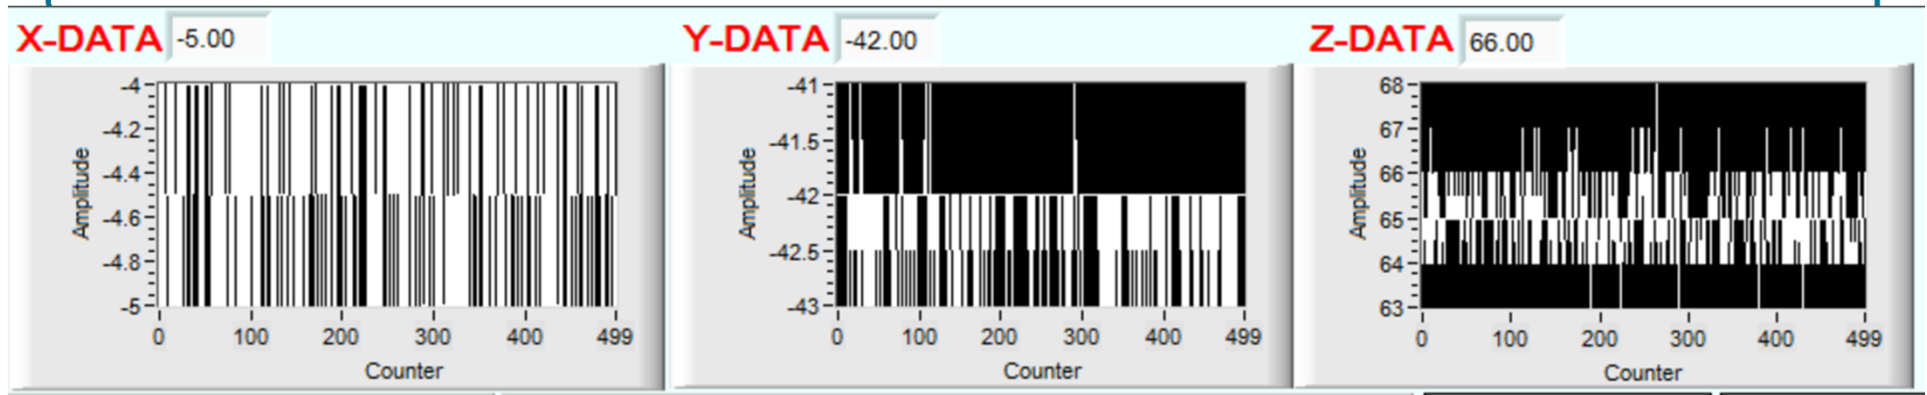 X-DATA -5.00
-4
-4.2
-4.4
-4.6
-4.8
-5
Amplitude
0 100 200 300 400 499
Counter
Y-DATA -42.00
-41
-41.5
-42
-42.5
-43
Amplitude
0 100 200 300 400 499
Counter
Z-DATA 66.00
68
67
66
65
64
63
Amplitude
0 100 200 300 400 499
Counter